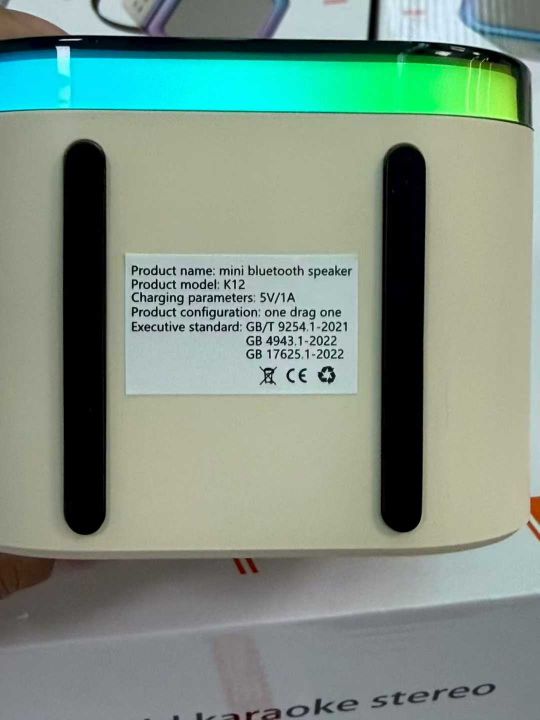 Product name: mini bluetooth speaker
Product model: K12
Charging parameters: 5V/1A
Product configuration: one drag one
Executive standard: GB/T 9254.1-2021
GB 4943.1-2022
GB 17625.1-2022
CE
karaoke stereo